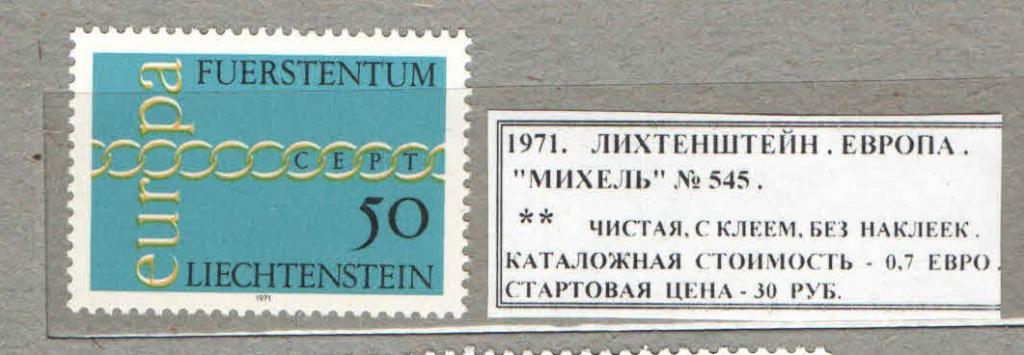 europa
FUERSTENTUM
C E P T
50
LIECHTENSTEIN
1971
1971. ЛИХТЕНШТЕЙН. ЕВРОПА.
"МИХЕЛЬ" № 545.
** ЧИСТАЯ, С КЛЕЕМ, БЕЗ НАКЛЕЕК.
КАТАЛОЖНАЯ СТОИМОСТЬ - 0,7 ЕВРО.
СТАРТОВАЯ ЦЕНА - 30 РУБ.